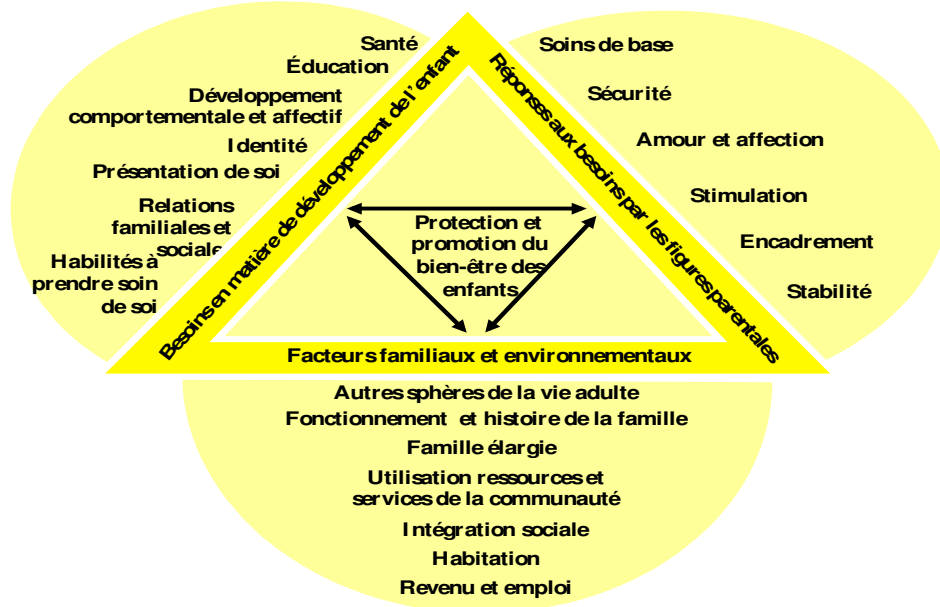 Santé
Éducation
Développement
comportementale et affectif
Identité
Présentation de soi
Relations
familiales et
sociale
Habilités à
prendre soin
de soi
Besoins en matière de développement de l'enfant
Réponses aux besoins par les figures parentales
Soins de base
Sécurité
Amour et affection
Stimulation
Encadrement
Stabilité
Protection et
promotion du
bien-être des
enfants
Facteurs familiaux et environnementaux
Autres sphères de la vie adulte
Fonctionnement et histoire de la famille
Famille élargie
Utilisation ressources et
services de la communauté
Intégration sociale
Habitation
Revenu et emploi